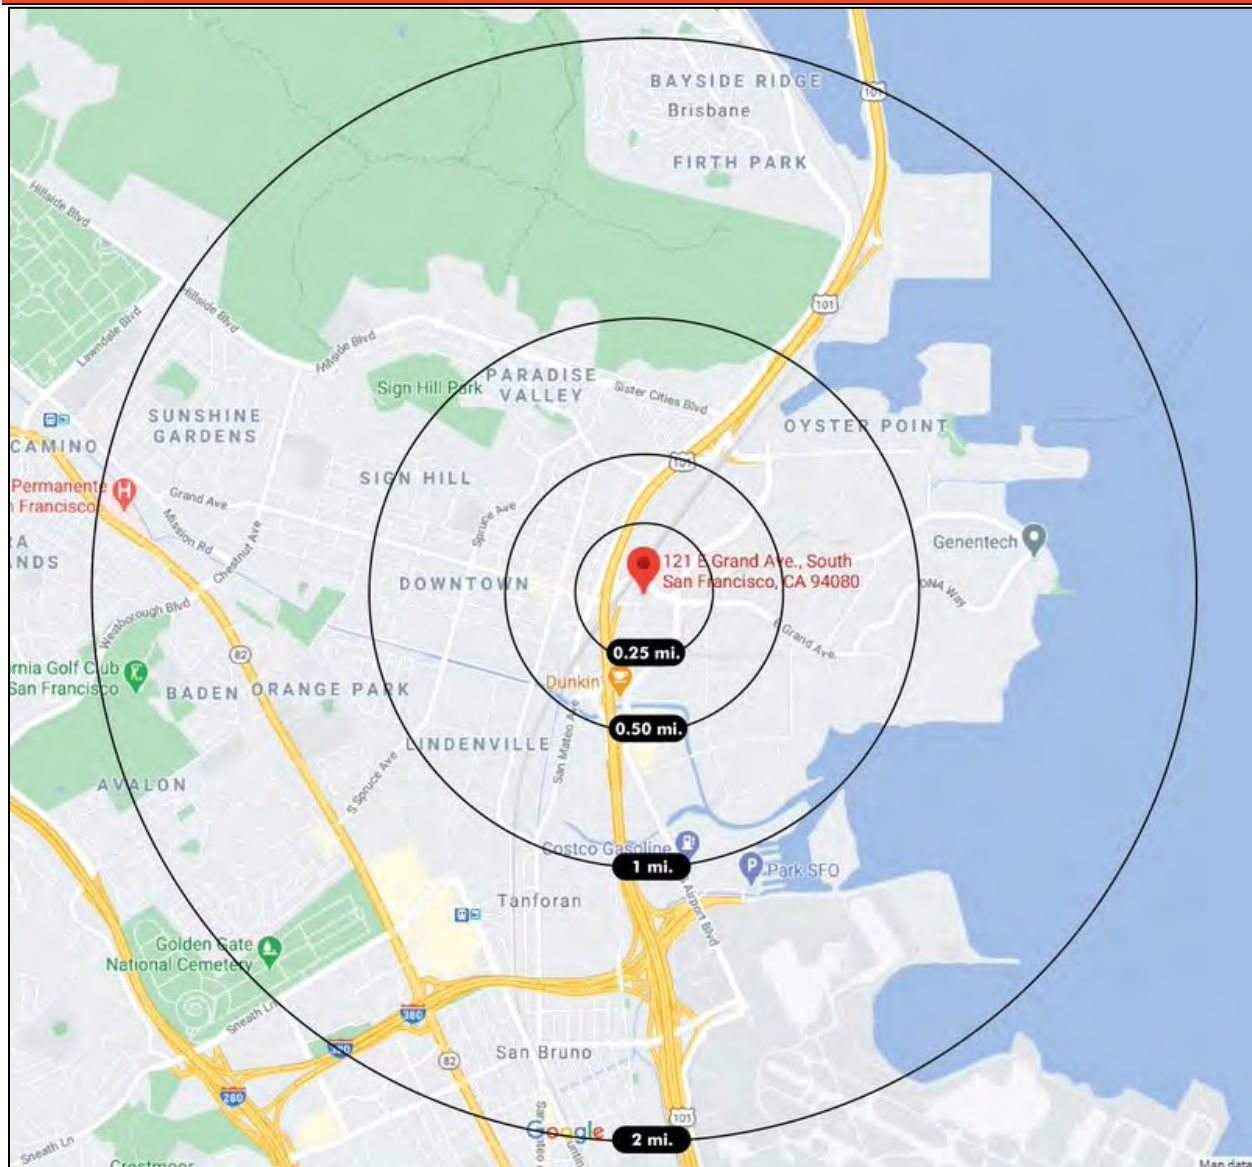 BAYSIDE RIDGE
Brisbane
101
FIRTH PARK
Hillside Blvd
Hillside Blvd
Lawndale Blvd
Hillside Blvd
101
PARADISE
VALLEY
Sign Hill Park
Sister Cities Blvd
SUNSHINE
GARDENS
OYSTER POINT
CAMINO
101
SIGN HILL
Permanente
Francisco
H
Grand Ave
Mission Rd
Chestnut Ave
Spruce Ave
Genentech
ANDS
121 E Grand Ave., South
San Francisco, CA 94080
DOWNTOWN
DNA Way
Westborough Blvd
E Grand Ave
82
0.25 mi.
ornia Golf Club
San Francisco
BADEN
ORANGE PARK
Dunkin'
0.50 mi.
San Mateo Ave
LINDENVILLE
AVALON
S Spruce Ave
Costco Gasoline
1 mi.
P
Park SFO
Tanforan
Airport Blvd
Golden Gate
National Cemetery
Sneath Ln
380
San Bruno
82
280
101
Google
2 mi.
Sneath Ln
Crestmoor
Map data